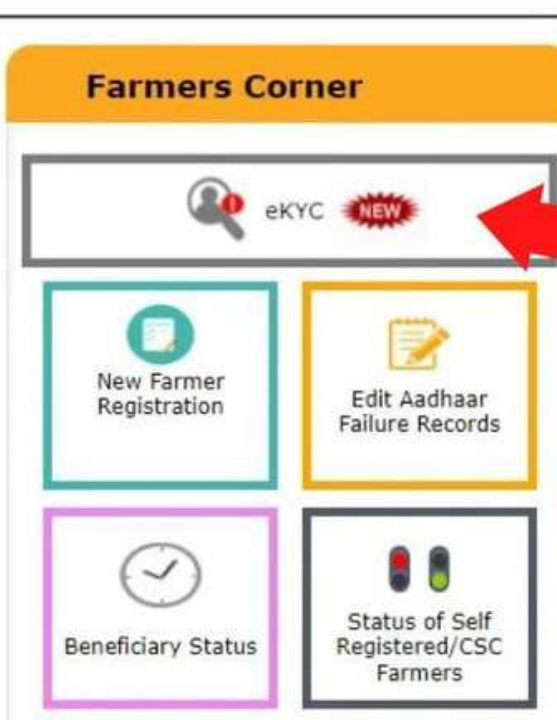 Farmers Corner
eKYC NEW
New Farmer
Registration
Edit Aadhaar
Failure Records
Beneficiary Status
Status of Self
Registered/CSC
Farmers